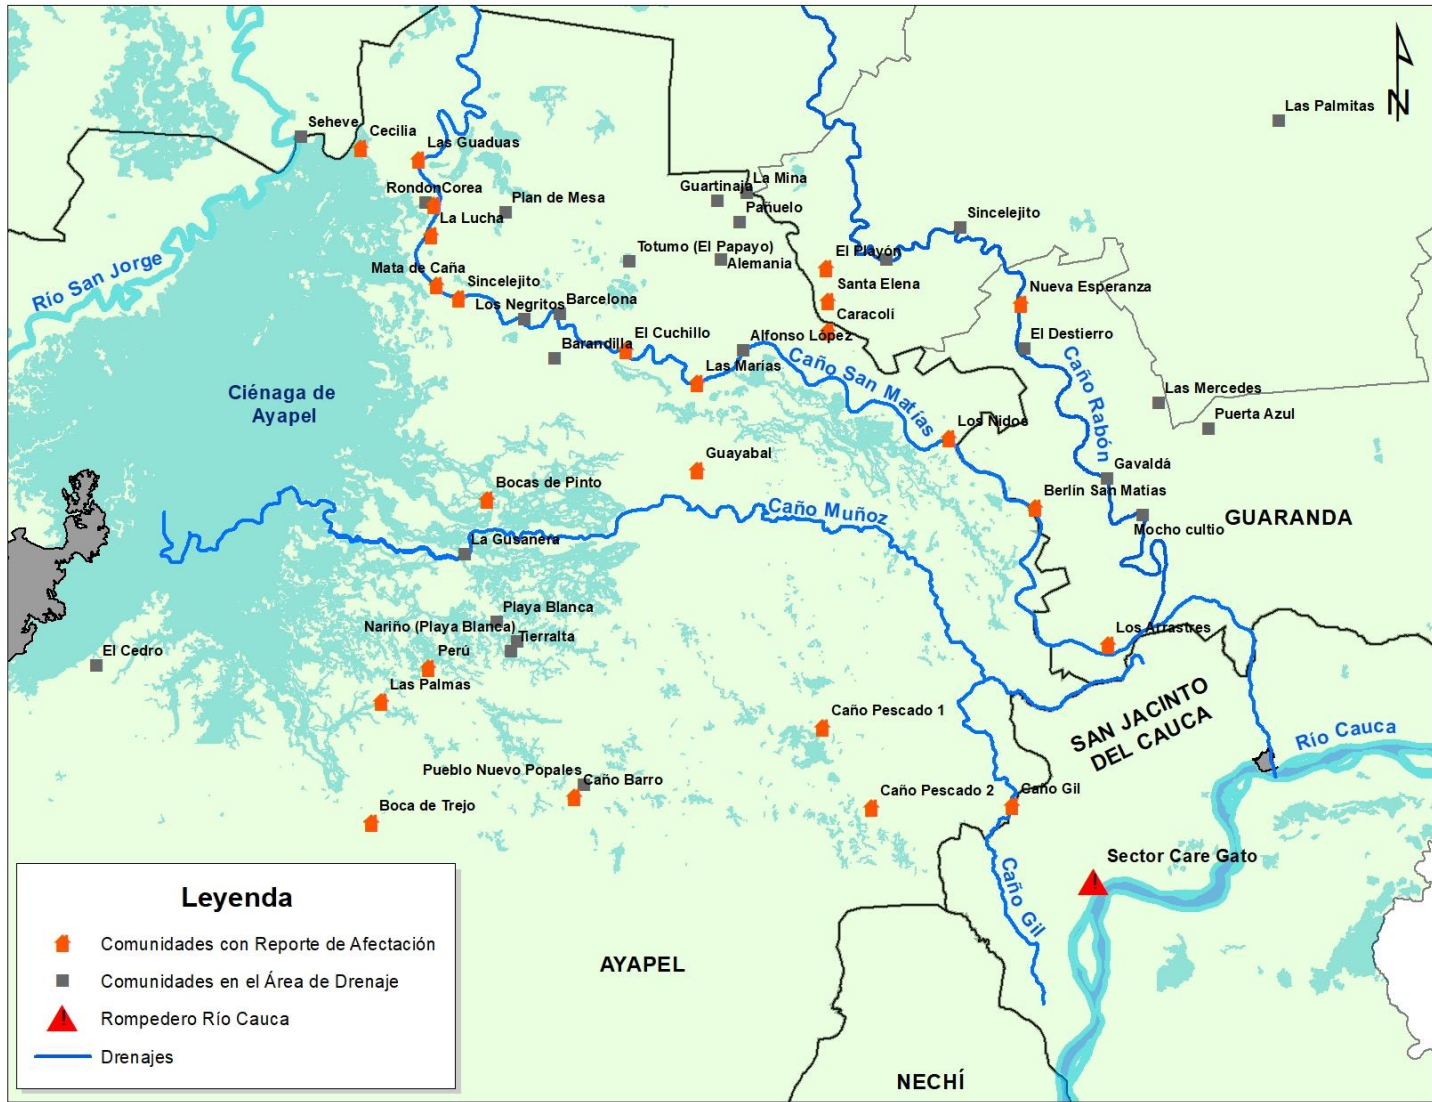 Las Palmitas
N
Seheve
Cecilia
Las Guaduas
La Mina
Guartinaja
Rondon
Corea
Plan de Mesa
Pañuelo
La Lucha
Sincelejito
Totumo (El Papayo)
El Playón
Alemania
Río San Jorge
Mata de Caña
Sincelejito
Santa Elena
Nueva Esperanza
Los Negritos
Barcelona
Caracolí
El Cuchillo
Alfonso López
El Destierro
Barandilla
Las Marías
Caño San Matías
Caño Rabón
Las Mercedes
Ciénaga de
Ayapel
Puerta Azul
Los Nidos
Guayabal
Gavaldá
Bocas de Pinto
Berlín San Matias
Caño Muñoz
GUARANDA
Mocho cultio
La Gusanera
Playa Blanca
Nariño (Playa Blanca)
Tierralta
Los Arrastres
El Cedro
Perú
Las Palmas
Caño Pescado 1
SAN JACINTO
DEL CAUCA
Río Cauca
Pueblo Nuevo Popales
Caño Barro
Boca de Trejo
Caño Pescado 2
Caño Gil
Sector Care Gato
Caño Gil
AYAPEL
NECHÍ
Leyenda
Comunidades con Reporte de Afectación
Comunidades en el Área de Drenaje
! Rompedero Río Cauca
Drenajes